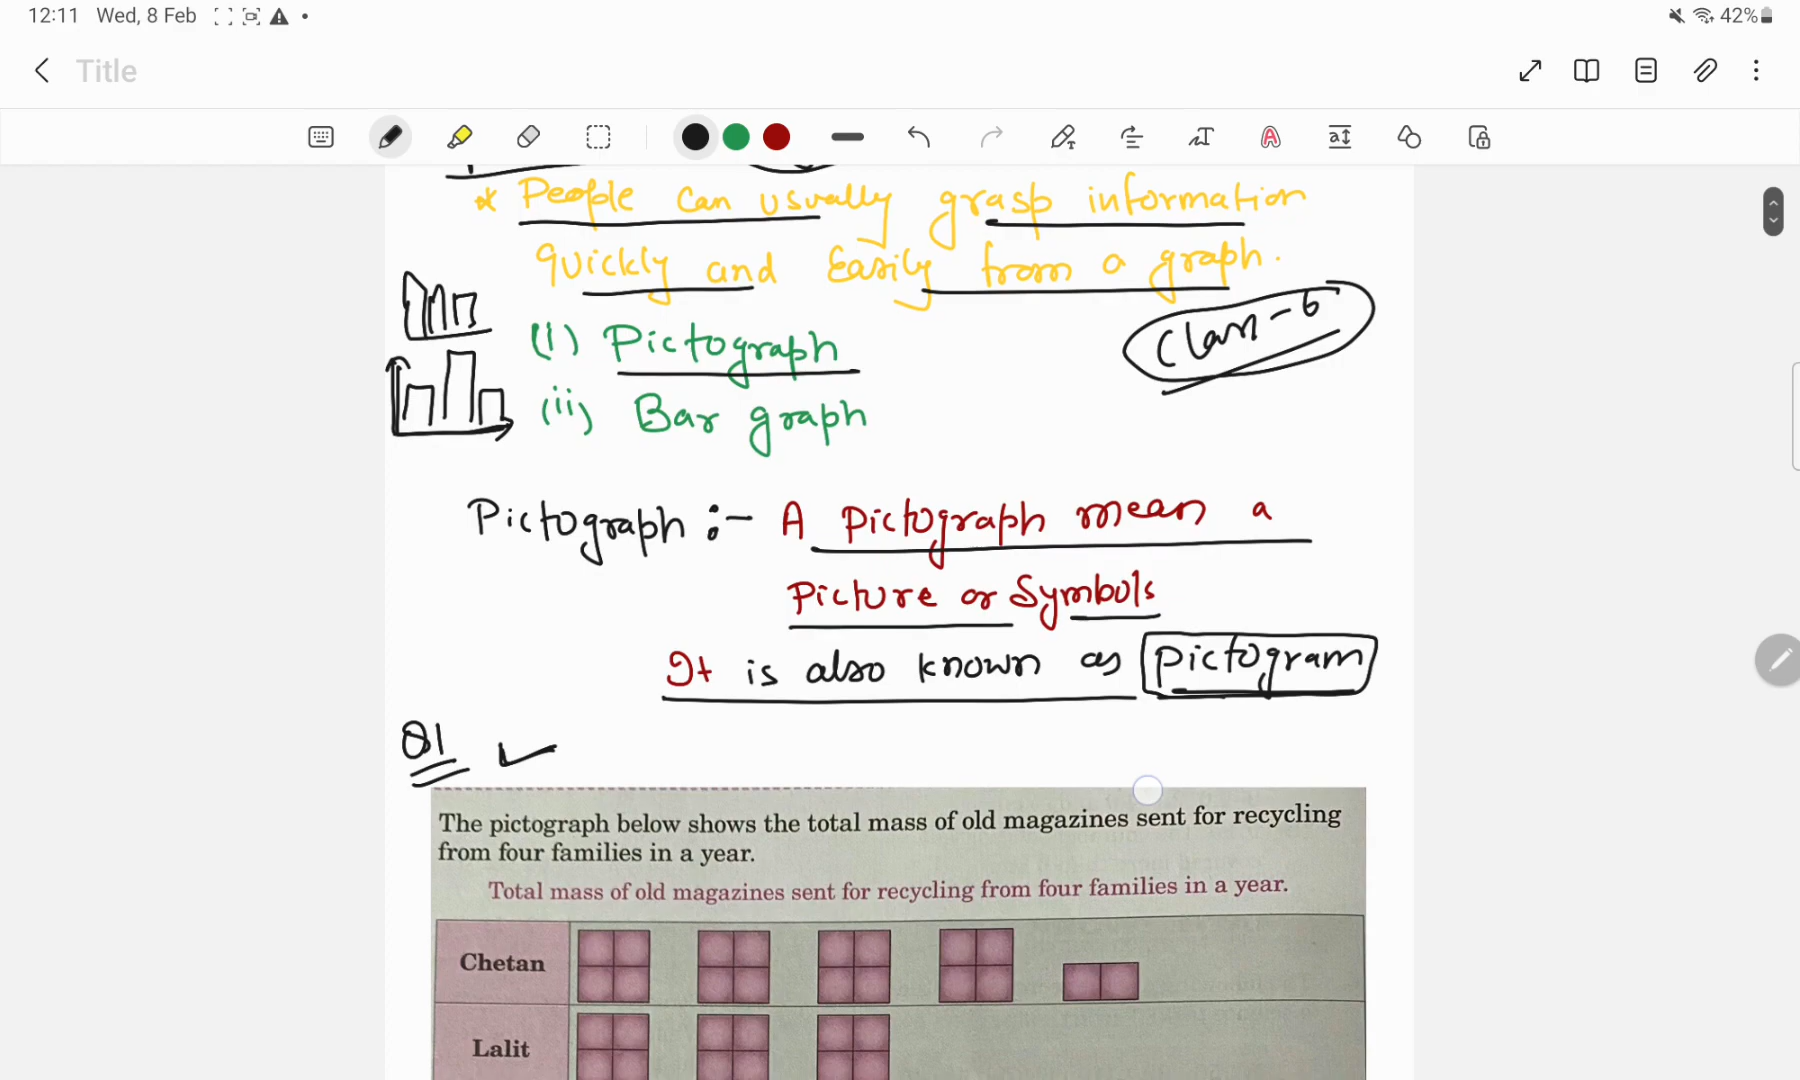 12:11 Wed, 8 Feb
42%
Title
* People can usually grasp information
quickly and Easily from a graph.
Class-6
(i) Pictograph
(ii) Bar graph
Pictograph :- A Pictograph mean a
Picture or Symbols
It is also known as Pictogram
Q1
The pictograph below shows the total mass of old magazines sent for recycling
from four families in a year.
Total mass of old magazines sent for recycling from four families in a year.
Chetan
Lalit